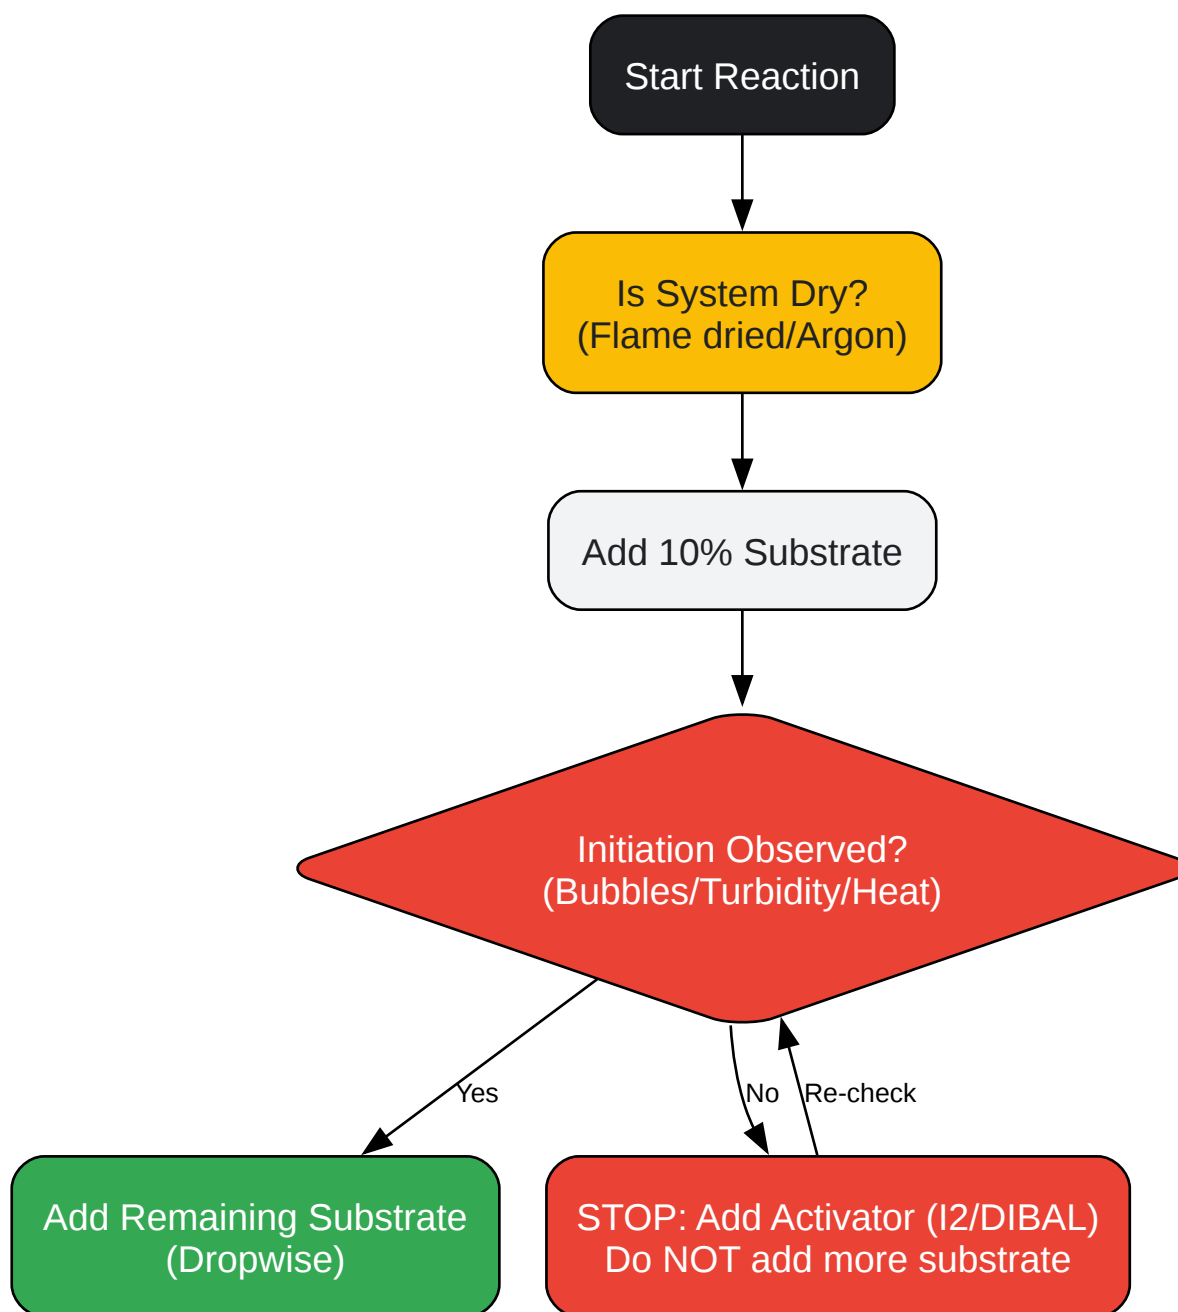 Start Reaction
Is System Dry?
(Flame dried/Argon)
Add 10% Substrate
Initiation Observed?
(Bubbles/Turbidity/Heat)
Yes
No
Re-check
Add Remaining Substrate
(Dropwise)
STOP: Add Activator (I2/DIBAL)
Do NOT add more substrate